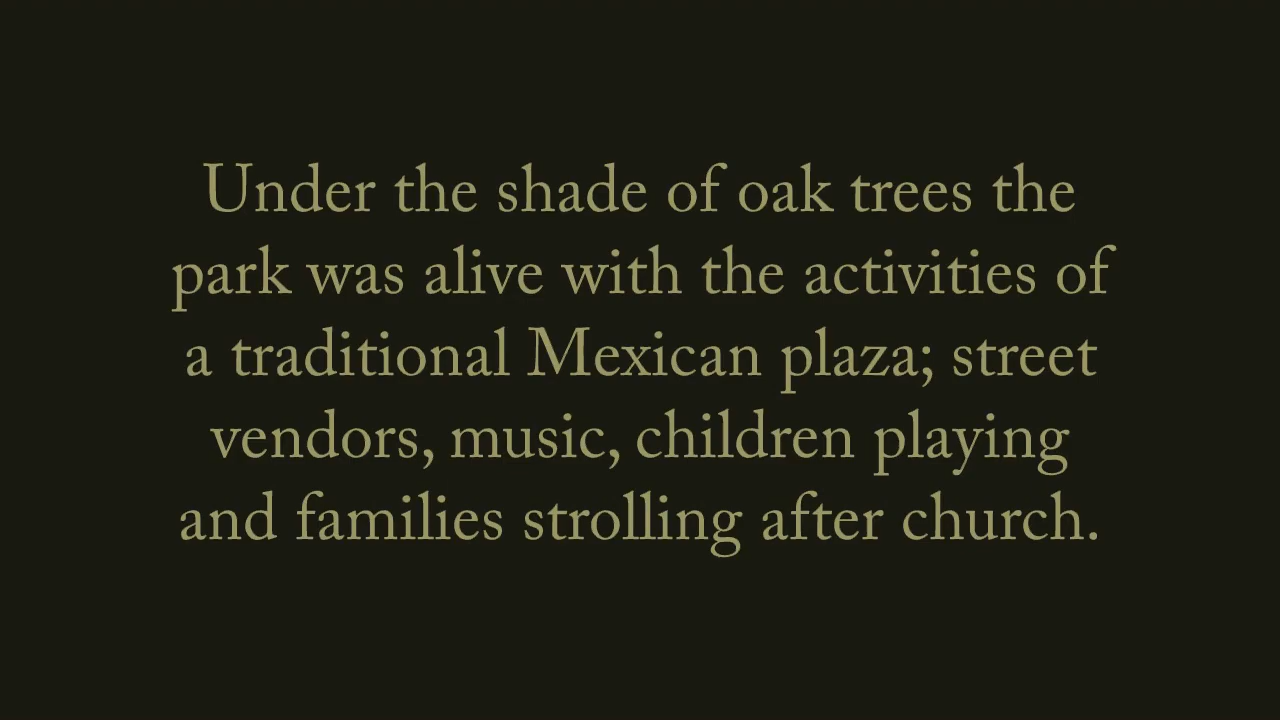 Under the shade of oak trees the
park was alive with the activities of
a traditional Mexican plaza; street
vendors, music, children playing
and families strolling after church.